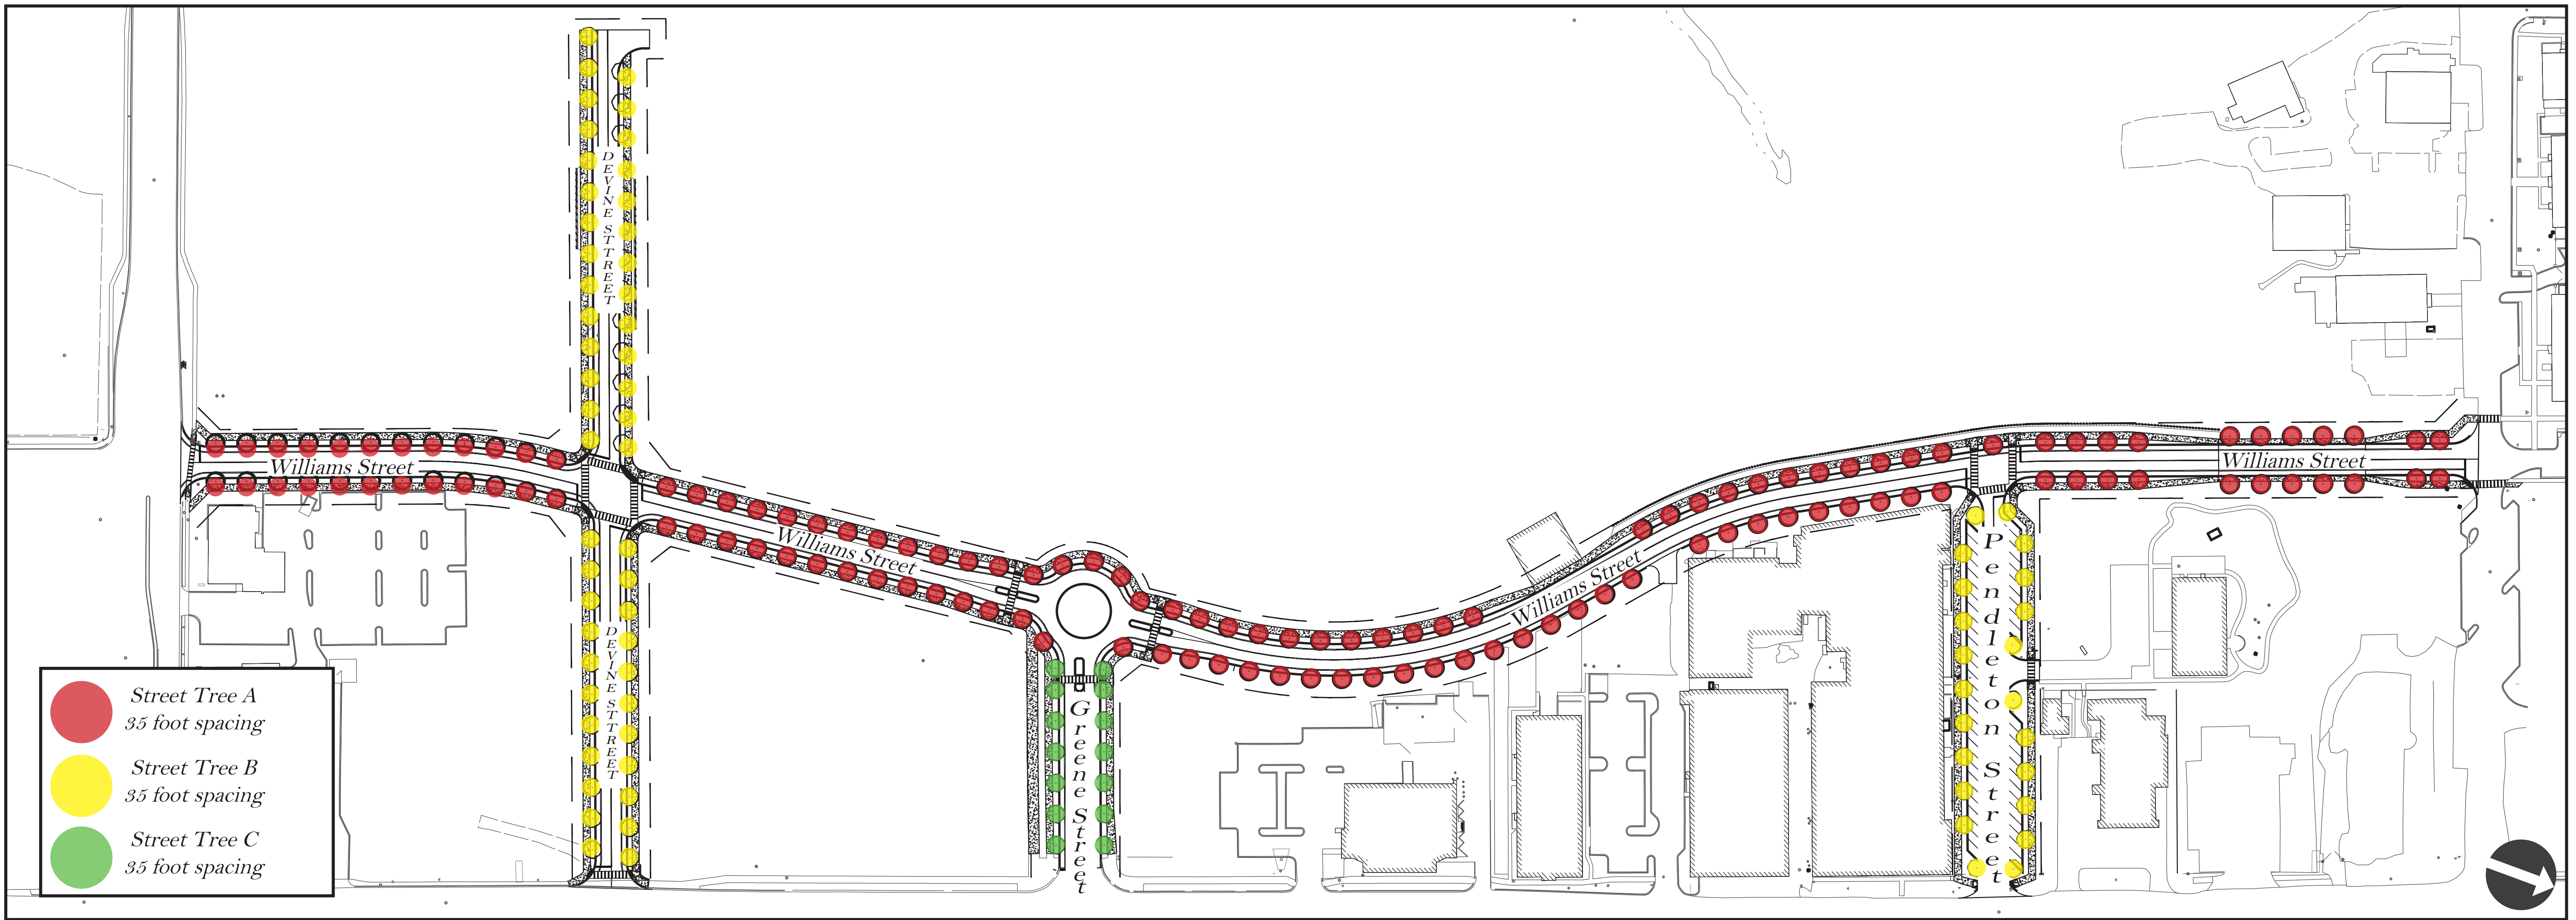 DEVINE STTREET
Williams Street
Williams Street
Williams Street
Williams Street
DEVINE STTREET
Greene Street
Pendleton Street
Street Tree A
35 foot spacing
Street Tree B
35 foot spacing
Street Tree C
35 foot spacing